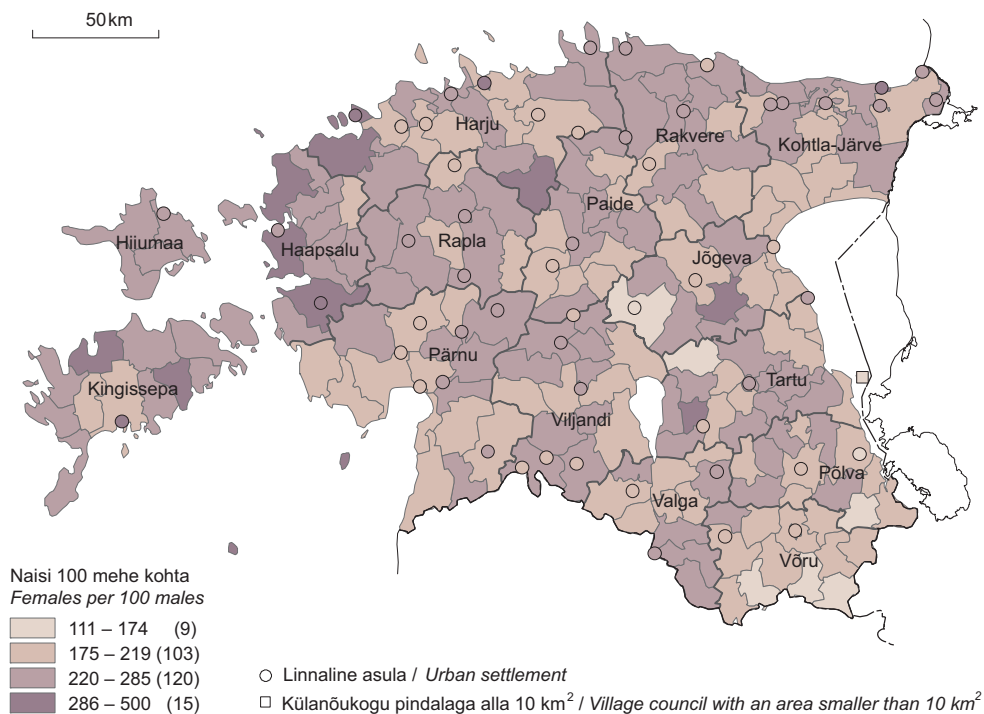 50 km
Harju
Rakvere
Kohtla-Järve
Paide
Hiiumaa
Haapsalu
Rapla
Jõgeva
Pärnu
Kingissepa
Tartu
Viljandi
Põlva
Valga
Võru
Naisi 100 mehe kohta
Females per 100 males
111 – 174 (9)
175 – 219 (103)
220 – 285 (120)
286 – 500 (15)
Linnaline asula / Urban settlement
Külanõukogu pindalaga alla 10 km² / Village council with an area smaller than 10 km²